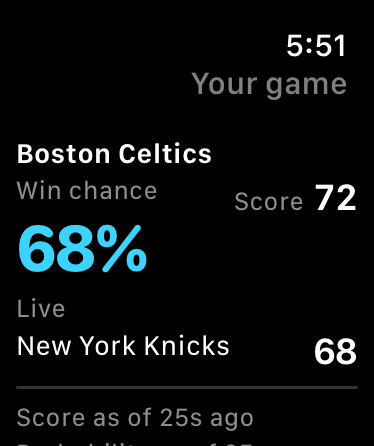 5:51
Your game
Boston Celtics
Win chance
Score 72
68%
Live
New York Knicks 68
Score as of 25s ago